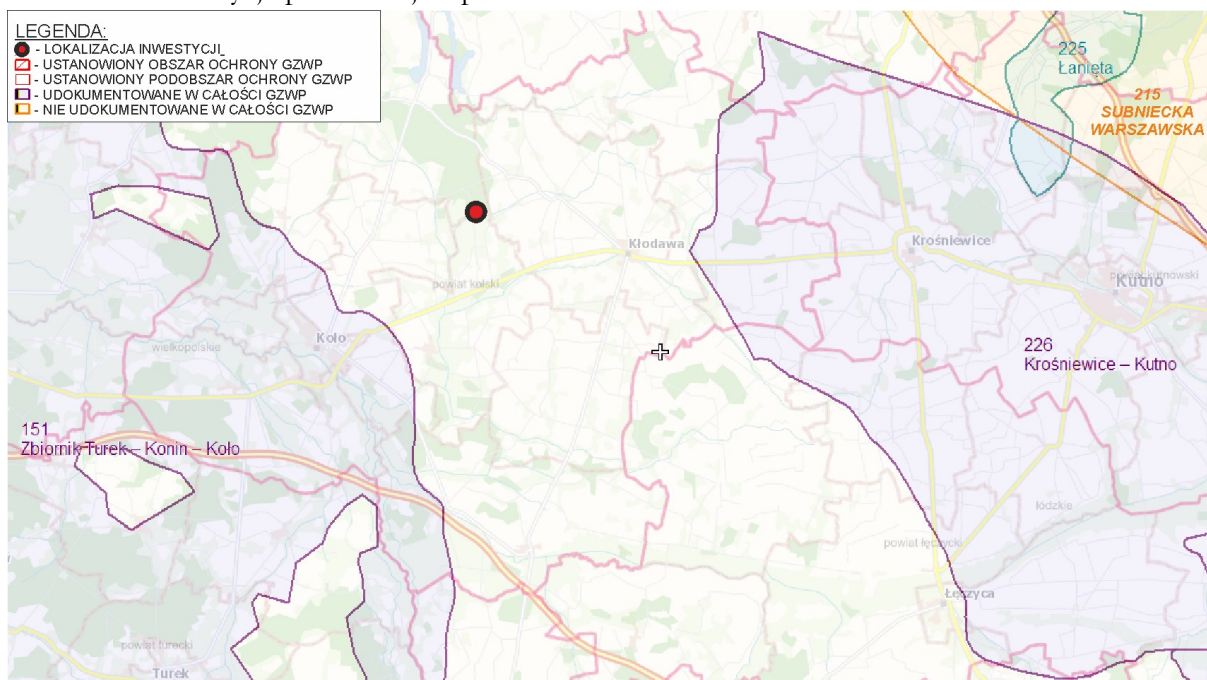 LEGENDA:
- LOKALIZACJA INWESTYCJI
- USTANOWIONY OBSZAR OCHRONY GZWP
- USTANOWIONY PODOBSZAR OCHRONY GZWP
- UDOKUMENTOWANE W CAŁOŚCI GZWP
- NIE UDOKUMENTOWANE W CAŁOŚCI GZWP
225
Łanięta
215
SUBNIECKA
WARSZAWSKA
Kłodawa
Krośniewice
powiat kolski
powiat kutnowski
Kutno
Koło
wielkopolskie
226
Krośniewice – Kutno
151
Zbiornik Turek – Konin – Koło
łódzkie
powiat łęczycki
Łęczyca
powiat turecki
Turek